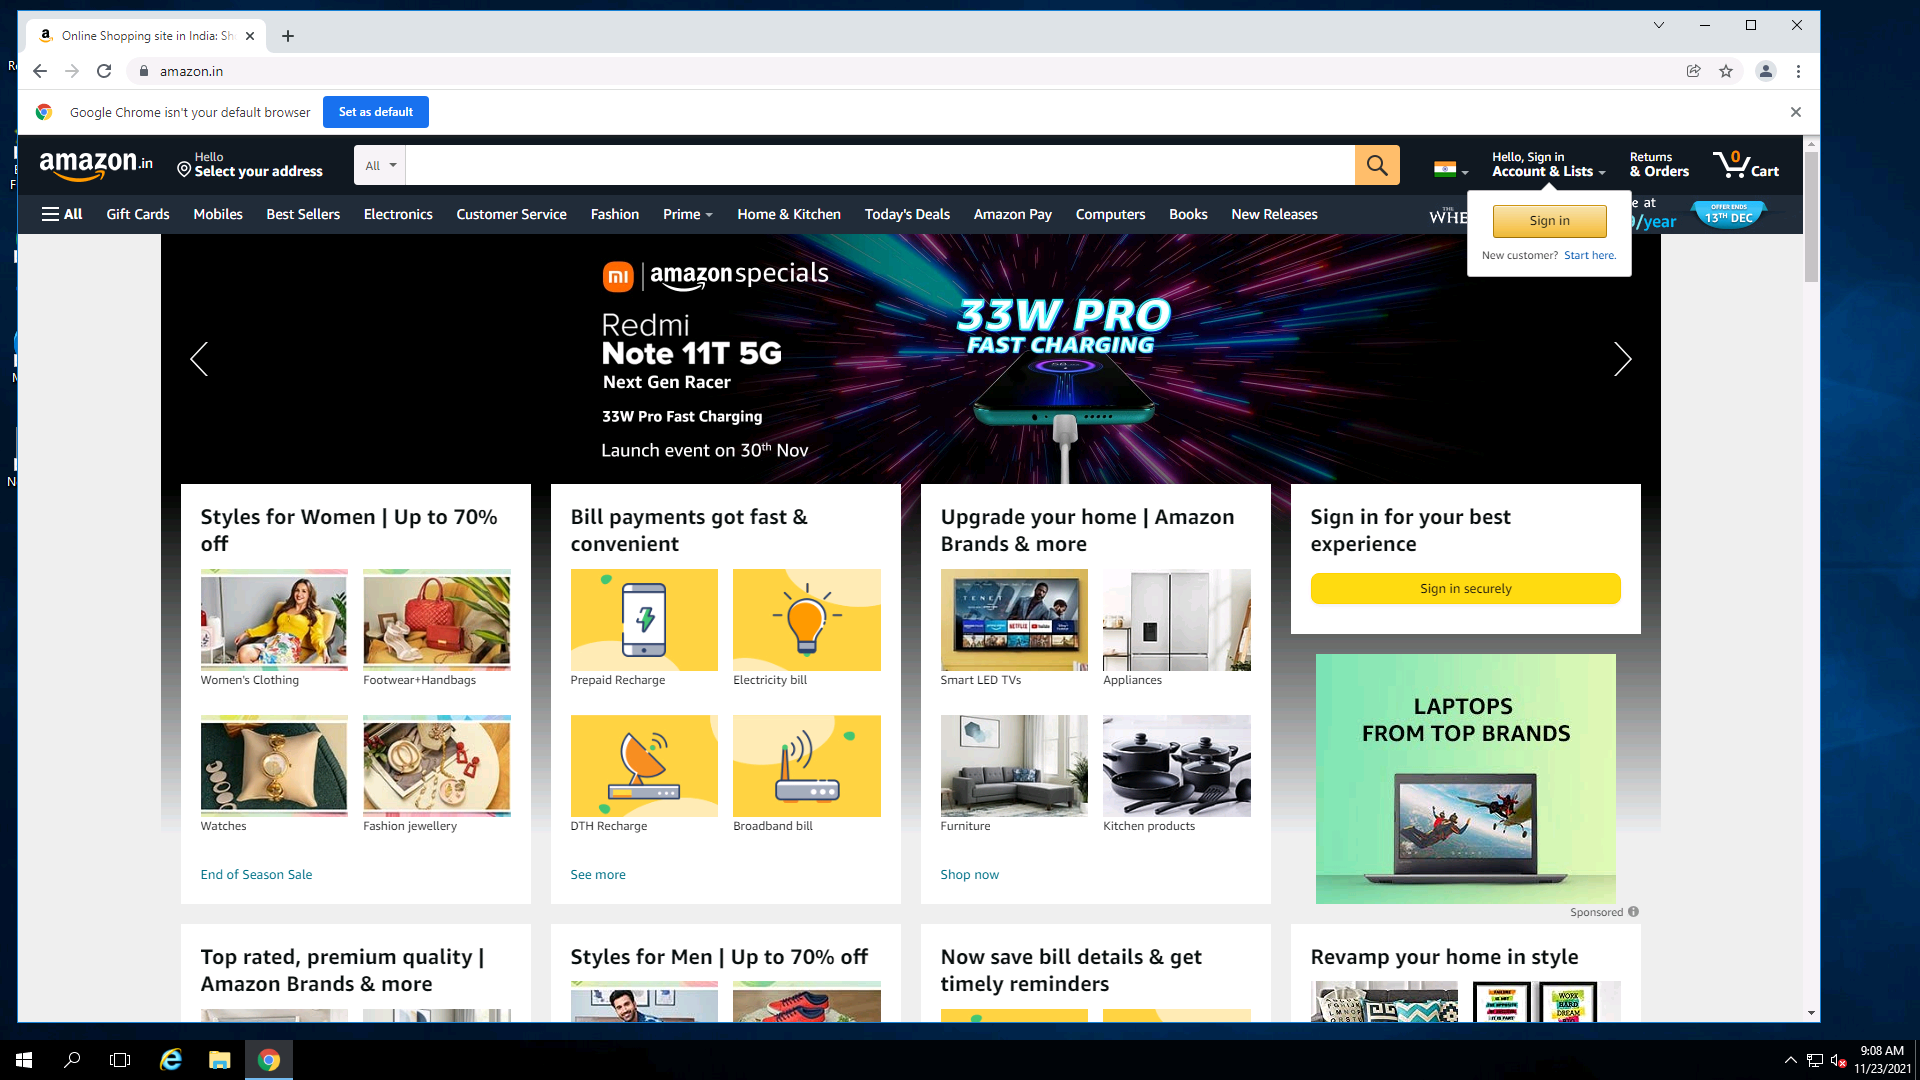 Online Shopping site in India: Sh
amazon.in
Google Chrome isn't your default browser
Set as default
amazon.in
Hello
Select your address
All
Hello, Sign in
Account & Lists
Returns
& Orders
0
Cart
All
Gift Cards
Mobiles
Best Sellers
Electronics
Customer Service
Fashion
Prime
Home & Kitchen
Today's Deals
Amazon Pay
Computers
Books
New Releases
THE
WHE
e at
/year
OFFER ENDS
13TH DEC
Sign in
New customer? Start here.
mi | amazonspecials
Redmi
Note 11T 5G
Next Gen Racer
33W Pro Fast Charging
Launch event on 30th Nov
33W PRO
FAST CHARGING
Styles for Women | Up to 70%
off
Women's Clothing
Footwear+Handbags
Watches
Fashion jewellery
End of Season Sale
Bill payments got fast &
convenient
Prepaid Recharge
Electricity bill
DTH Recharge
Broadband bill
See more
Upgrade your home | Amazon
Brands & more
TENET
NETFLIX
YouTube
Smart LED TVs
Appliances
Furniture
Kitchen products
Shop now
Sign in for your best
experience
Sign in securely
LAPTOPS
FROM TOP BRANDS
Sponsored
Top rated, premium quality |
Amazon Brands & more
Styles for Men | Up to 70% off
Now save bill details & get
timely reminders
Revamp your home in style
WORK
HARD
DREAM
BIG
9:08 AM
11/23/2021